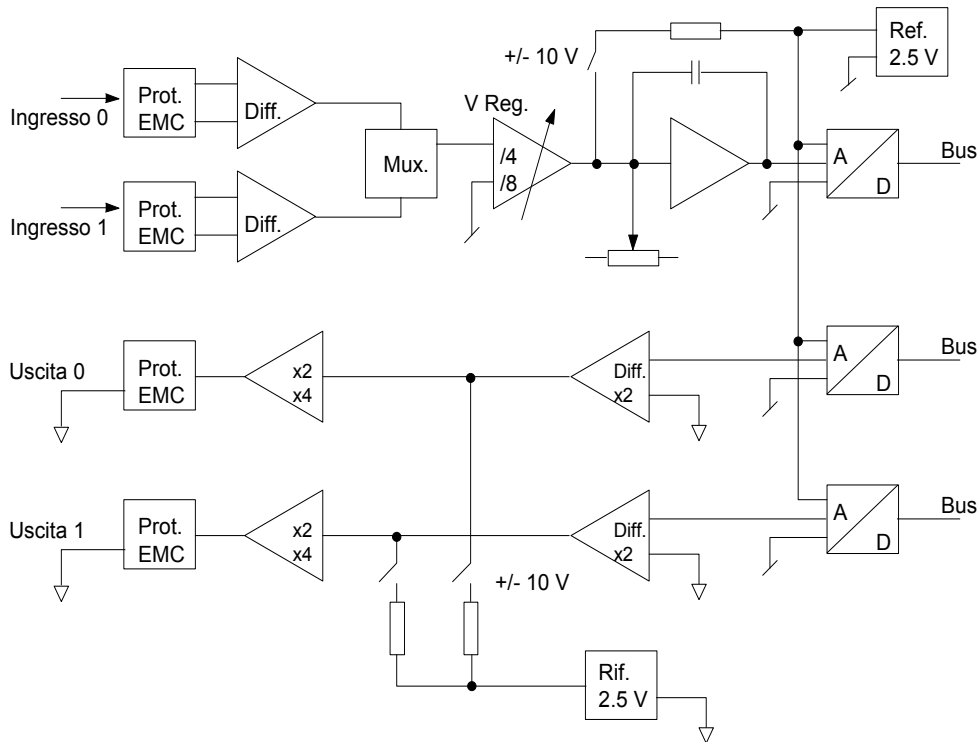 +/- 10 V
Ref.
2.5 V
Ingresso 0
Prot.
EMC
Diff.
V Reg.
Mux.
/4
/8
A
D
Bus
Ingresso 1
Prot.
EMC
Diff.
Uscita 0
Prot.
EMC
x2
x4
Diff.
x2
A
D
Bus
Uscita 1
Prot.
EMC
x2
x4
Diff.
x2
A
D
Bus
+/- 10 V
Rif.
2.5 V